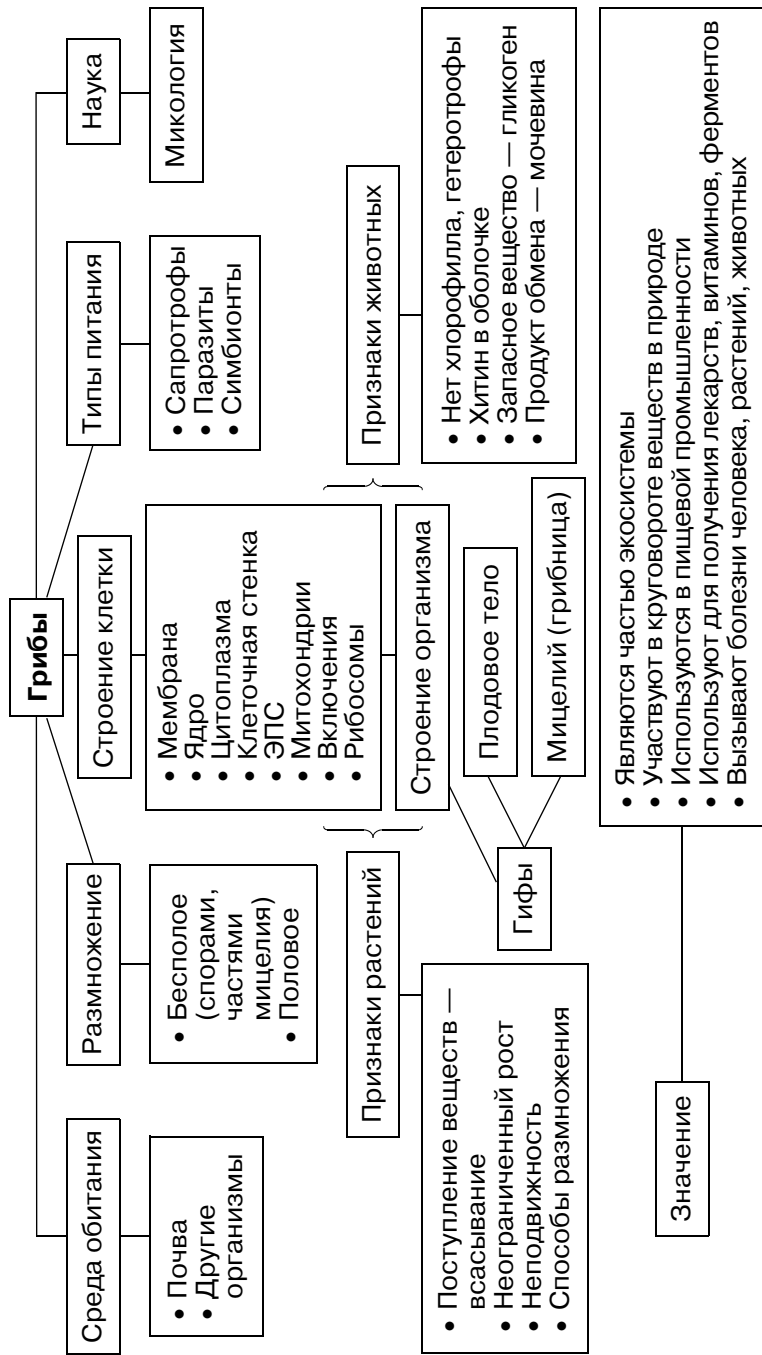 Грибы
Среда обитания
Размножение
Строение клетки
Типы питания
Наука
• Почва
• Другие
организмы
• Бесполое
(спорами,
частями
мицелия)
• Половое
• Мембрана
• Ядро
• Цитоплазма
• Клеточная стенка
• ЭПС
• Митохондрии
• Включения
• Рибосомы
• Сапротрофы
• Паразиты
• Симбионты
Микология
Признаки растений
Строение организма
Признаки животных
• Поступление веществ —
всасывание
• Неограниченный рост
• Неподвижность
• Способы размножения
Гифы
Плодовое тело
Мицелий (грибница)
• Нет хлорофилла, гетеротрофы
• Хитин в оболочке
• Запасное вещество — гликоген
• Продукт обмена — мочевина
Значение
• Являются частью экосистемы
• Участвуют в круговороте веществ в природе
• Используются в пищевой промышленности
• Используют для получения лекарств, витаминов, ферментов
• Вызывают болезни человека, растений, животных